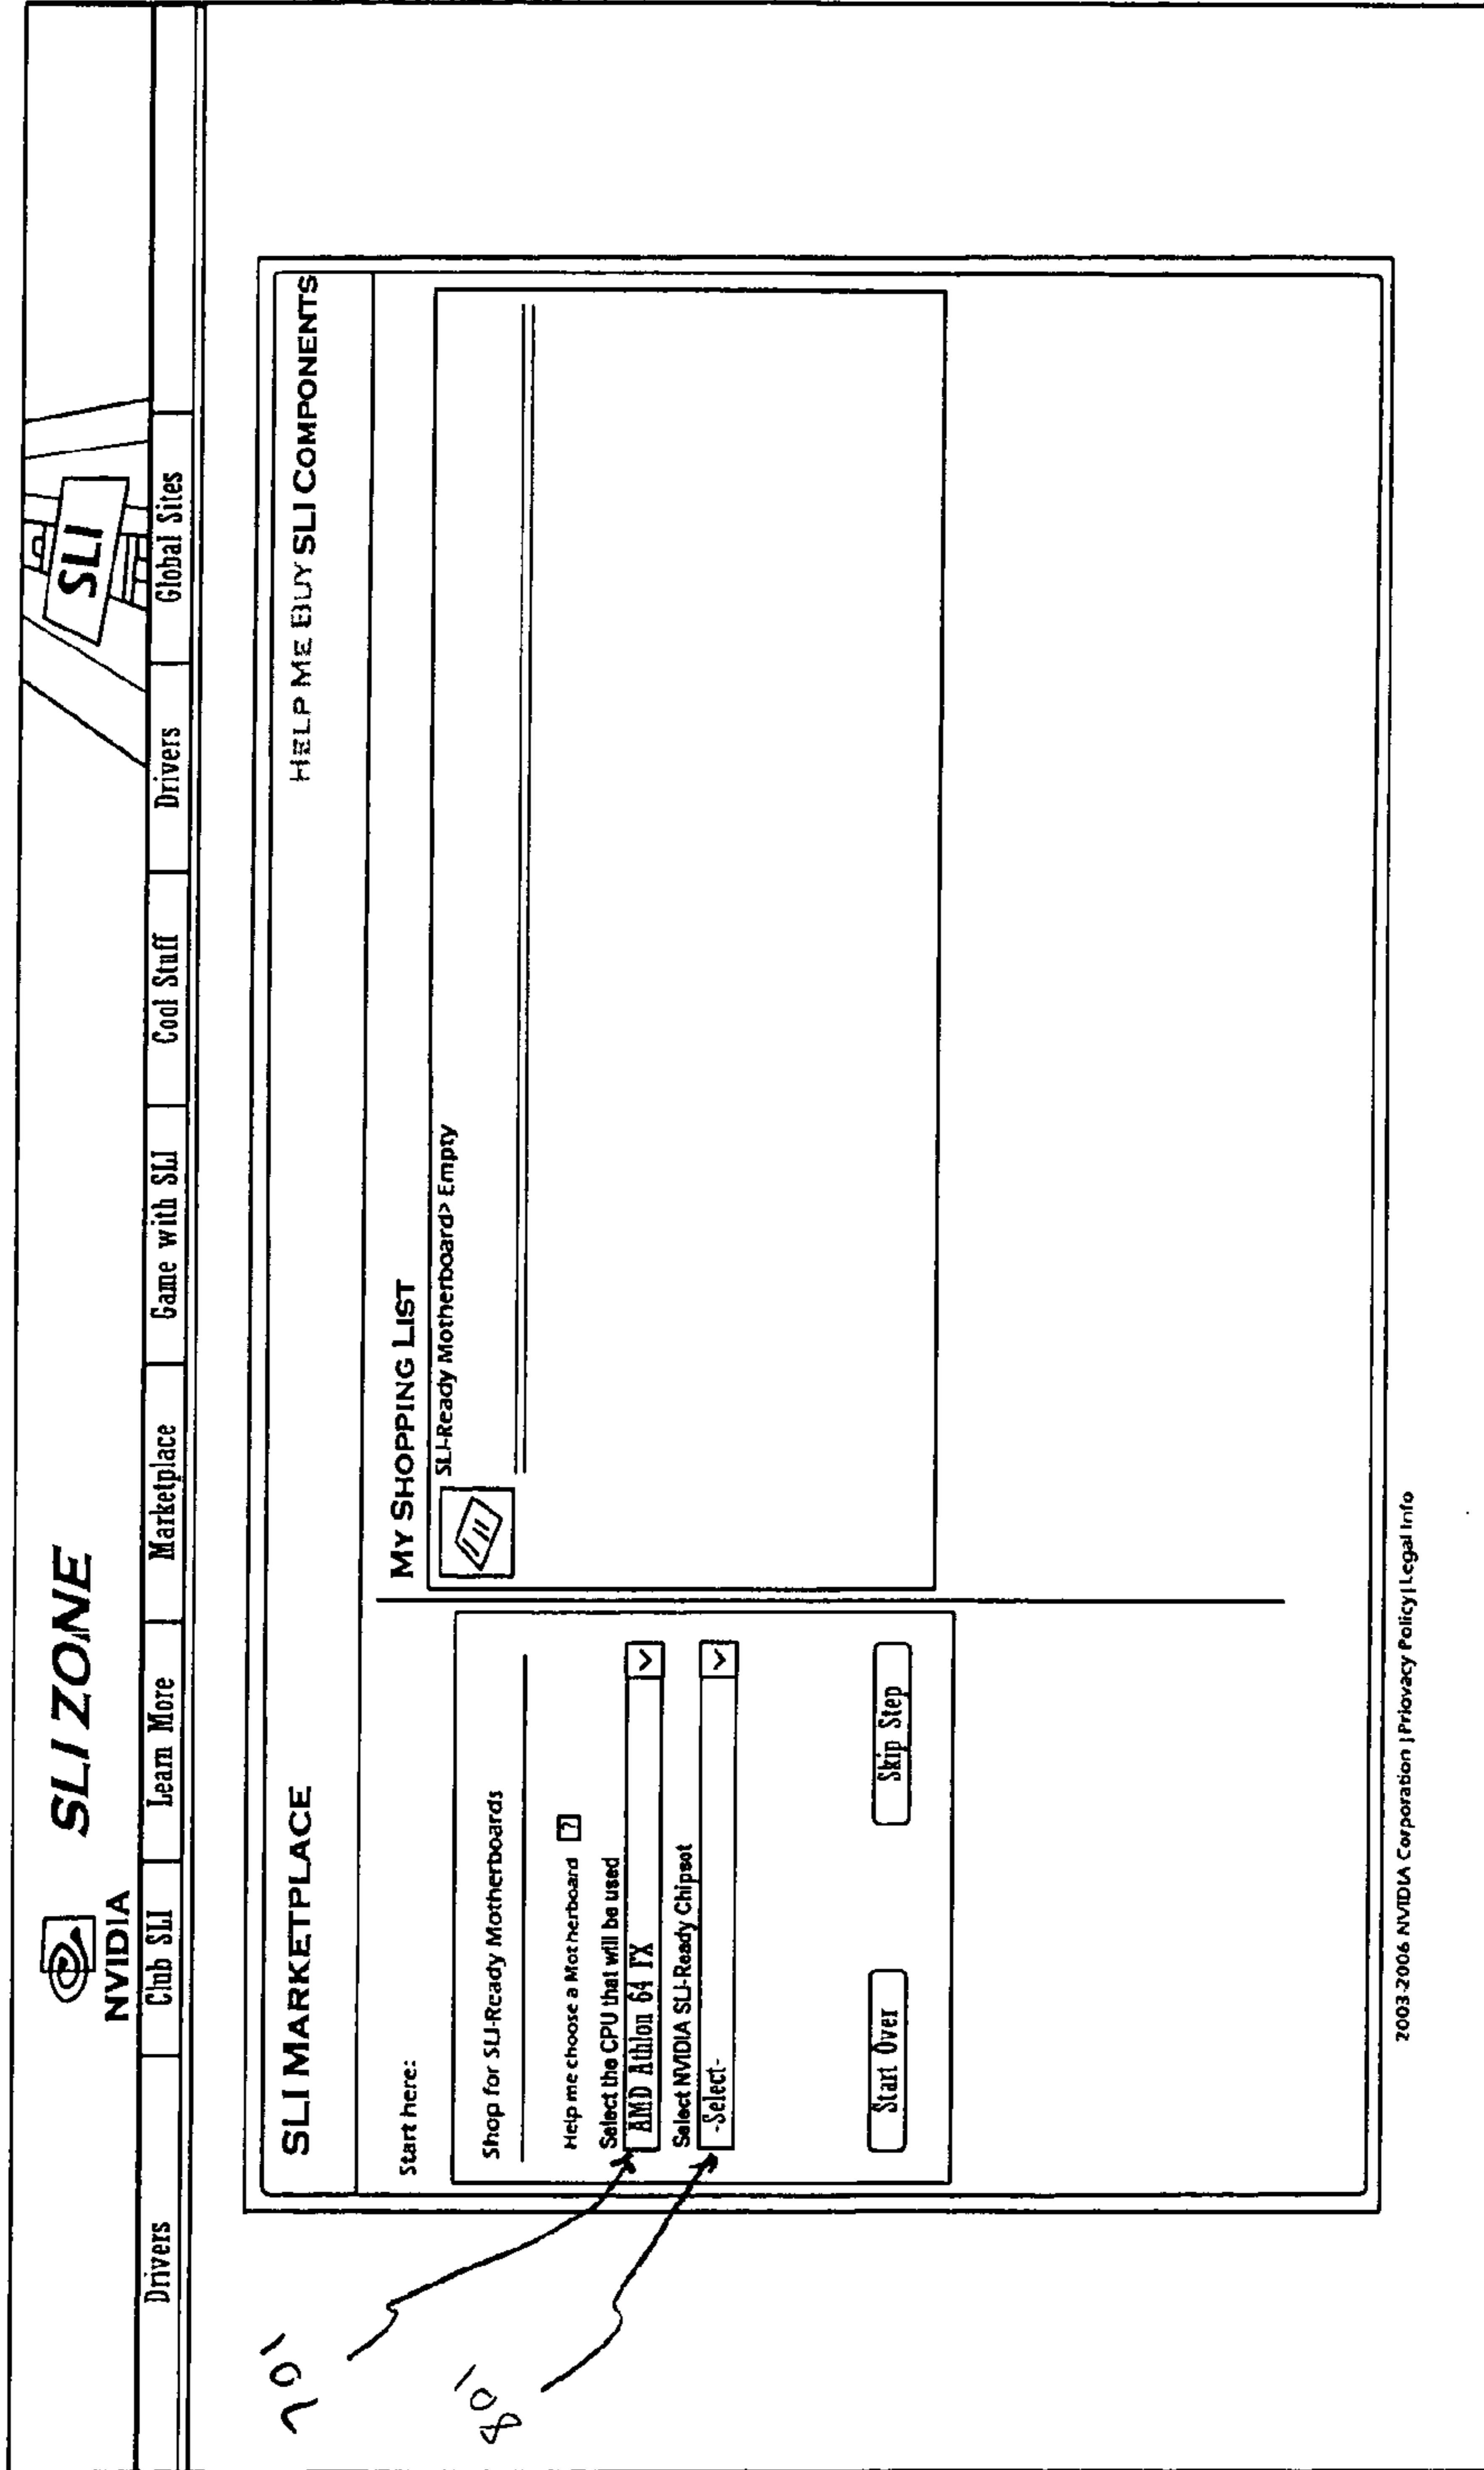 NVIDIA
SLI ZONE
SLI
Drivers
Club SLI
Learn More
Marketplace
Game with SLI
Cool Stuff
Drivers
Global Sites
SLI MARKETPLACE
HELP ME BUY SLI COMPONENTS
Start here:
Shop for SLI-Ready Motherboards
Help me choose a Motherboard ?
Select the CPU that will be used
AMD Athlon 64 FX
Select NVIDIA SLI-Ready Chipset
-Select-
Start Over
Skip Step
MY SHOPPING LIST
SLI-Ready Motherboard> Empty
701
801
2003-2006 NVIDIA Corporation | Priovacy Policy | Legal Info